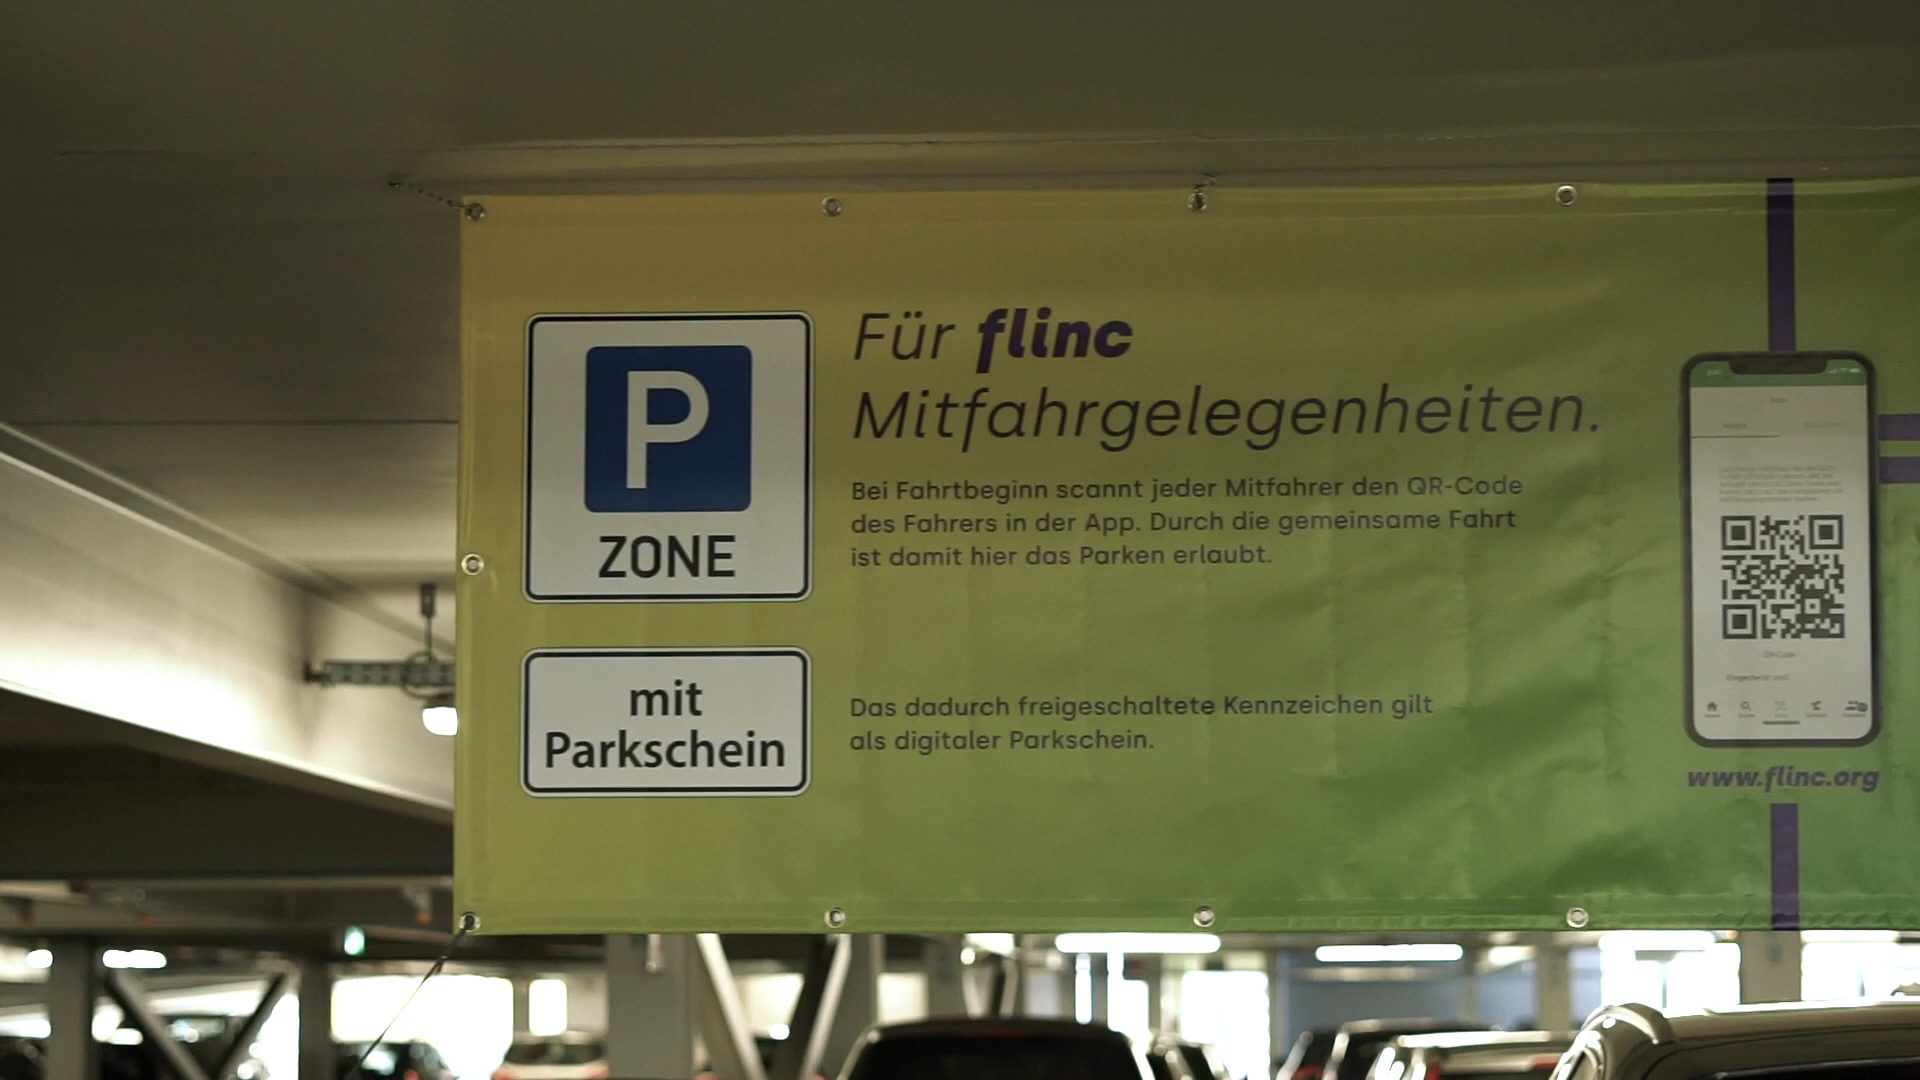 P
ZONE
mit
Parkschein
Für flinc
Mitfahrgelegenheiten.
Bei Fahrtbeginn scannt jeder Mitfahrer den QR-Code
des Fahrers in der App. Durch die gemeinsame Fahrt
ist damit hier das Parken erlaubt.
Das dadurch freigeschaltete Kennzeichen gilt
als digitaler Parkschein.
QR-Code
www.flinc.org